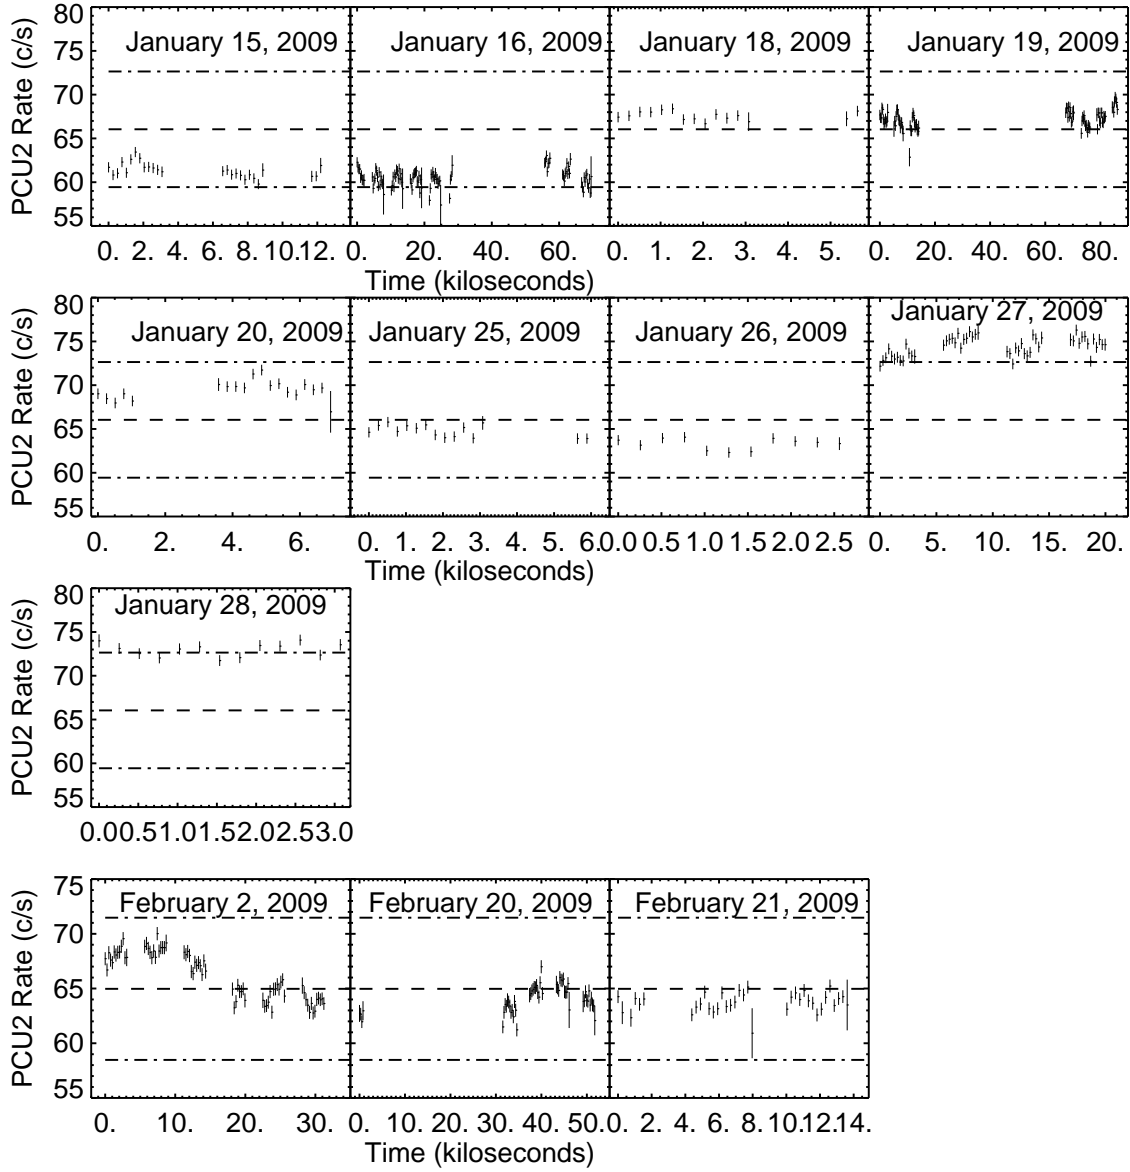 80
75
70
65
60
55
PCU2 Rate (c/s)
January 15, 2009
January 16, 2009
January 18, 2009
January 19, 2009
0. 2. 4. 6. 8. 10. 12.
0. 20. 40. 60.
0. 1. 2. 3. 4. 5.
0. 20. 40. 60. 80.
Time (kiloseconds)
80
75
70
65
60
55
PCU2 Rate (c/s)
January 20, 2009
January 25, 2009
January 26, 2009
January 27, 2009
0. 2. 4. 6.
0. 1. 2. 3. 4. 5. 6.
0.0 0.5 1.0 1.5 2.0 2.5
0. 5. 10. 15. 20.
Time (kiloseconds)
80
75
70
65
60
55
PCU2 Rate (c/s)
January 28, 2009
0.0 0.5 1.0 1.5 2.0 2.5 3.0
75
70
65
60
55
PCU2 Rate (c/s)
February 2, 2009
February 20, 2009
February 21, 2009
0. 10. 20. 30.
0. 10. 20. 30. 40. 50.
0. 2. 4. 6. 8. 10. 12. 14.
Time (kiloseconds)